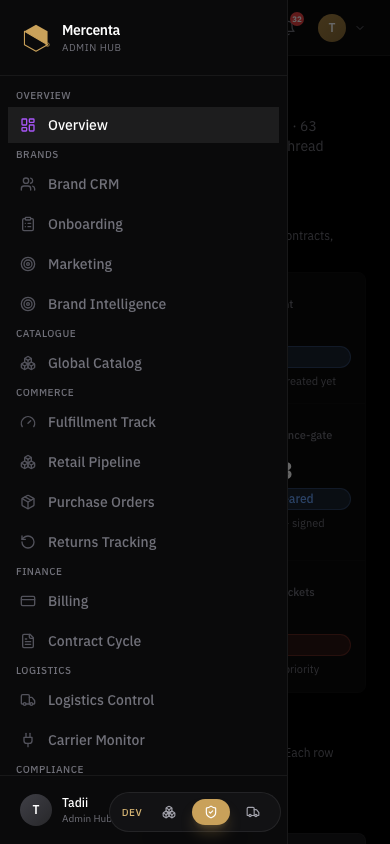 Mercenta
ADMIN HUB
32
T
OVERVIEW
Overview
· 63
BRANDS
hread
Brand CRM
Onboarding
ontracts,
Marketing
Brand Intelligence
CATALOGUE
Global Catalog
reated yet
COMMERCE
Fulfillment Track
nce-gate
Retail Pipeline
Purchase Orders
ared
Returns Tracking
signed
FINANCE
Billing
ckets
Contract Cycle
LOGISTICS
riority
Logistics Control
Carrier Monitor
Each row
COMPLIANCE
T
Tadii
Admin Hub
DEV